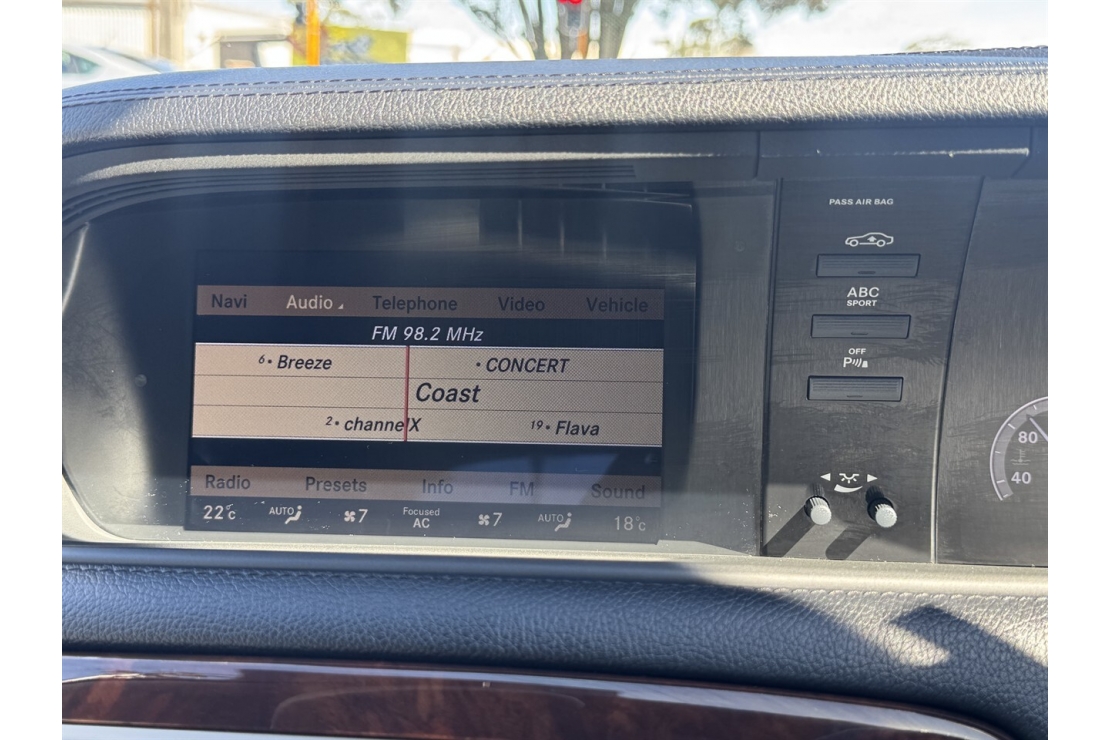 PASS AIR BAG
Navi Audio Telephone Video Vehicle
FM 98.2 MHz
6• Breeze • CONCERT
Coast
2• channelX 19• Flava
Radio Presets Info FM Sound
22°C AUTO 7 Focused AC 7 AUTO 18°C
ABC
SPORT
OFF
P
80
40